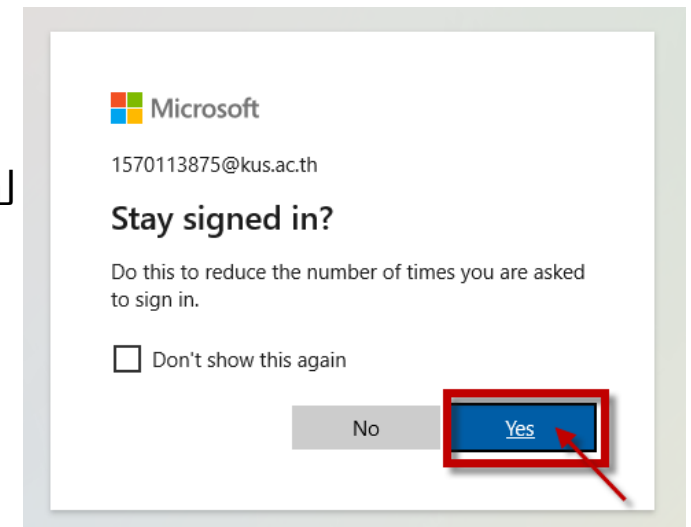 Microsoft
1570113875@kus.ac.th
Stay signed in?
Do this to reduce the number of times you are asked
to sign in.
Don't show this again
No
Yes